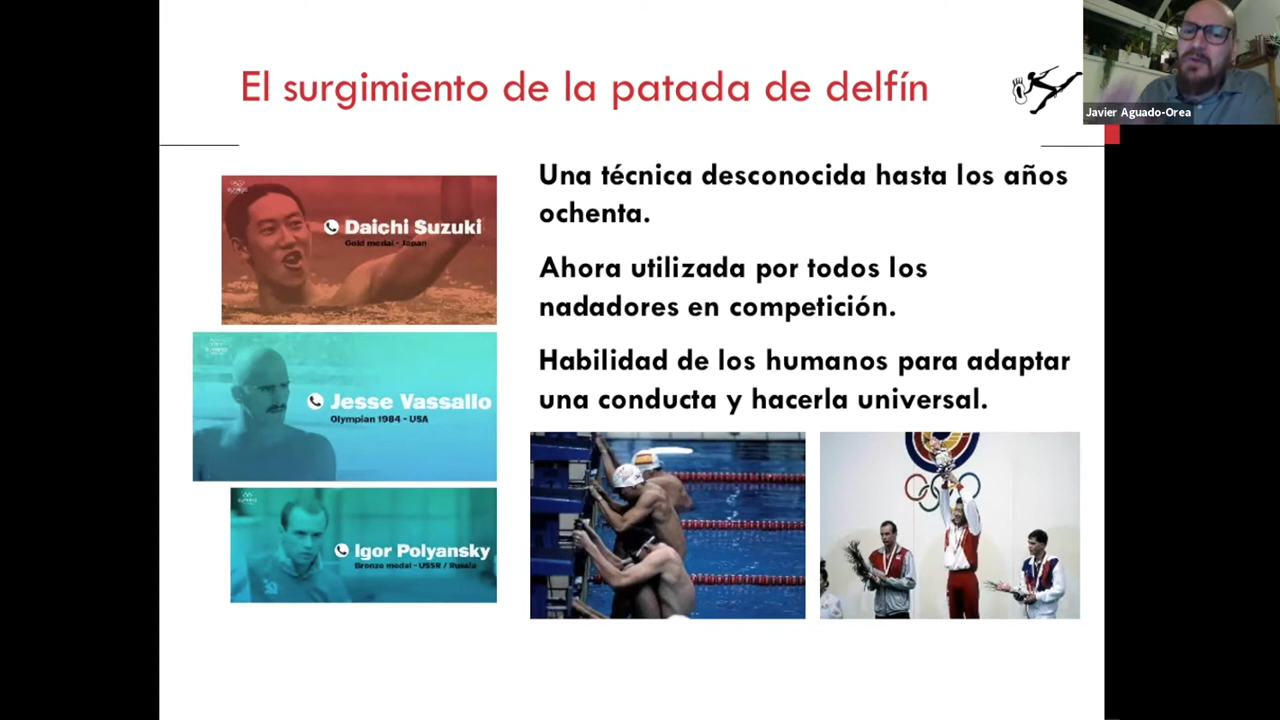 El surgimiento de la patada de delfín
Javier Aguado-Orea
Daichi Suzuki
Gold medal - Japan
Jesse Vassallo
Olympian 1984 - USA
Igor Polyansky
Bronze medal - USSR / Russia
Una técnica desconocida hasta los años
ochenta.
Ahora utilizada por todos los
nadadores en competición.
Habilidad de los humanos para adaptar
una conducta y hacerla universal.